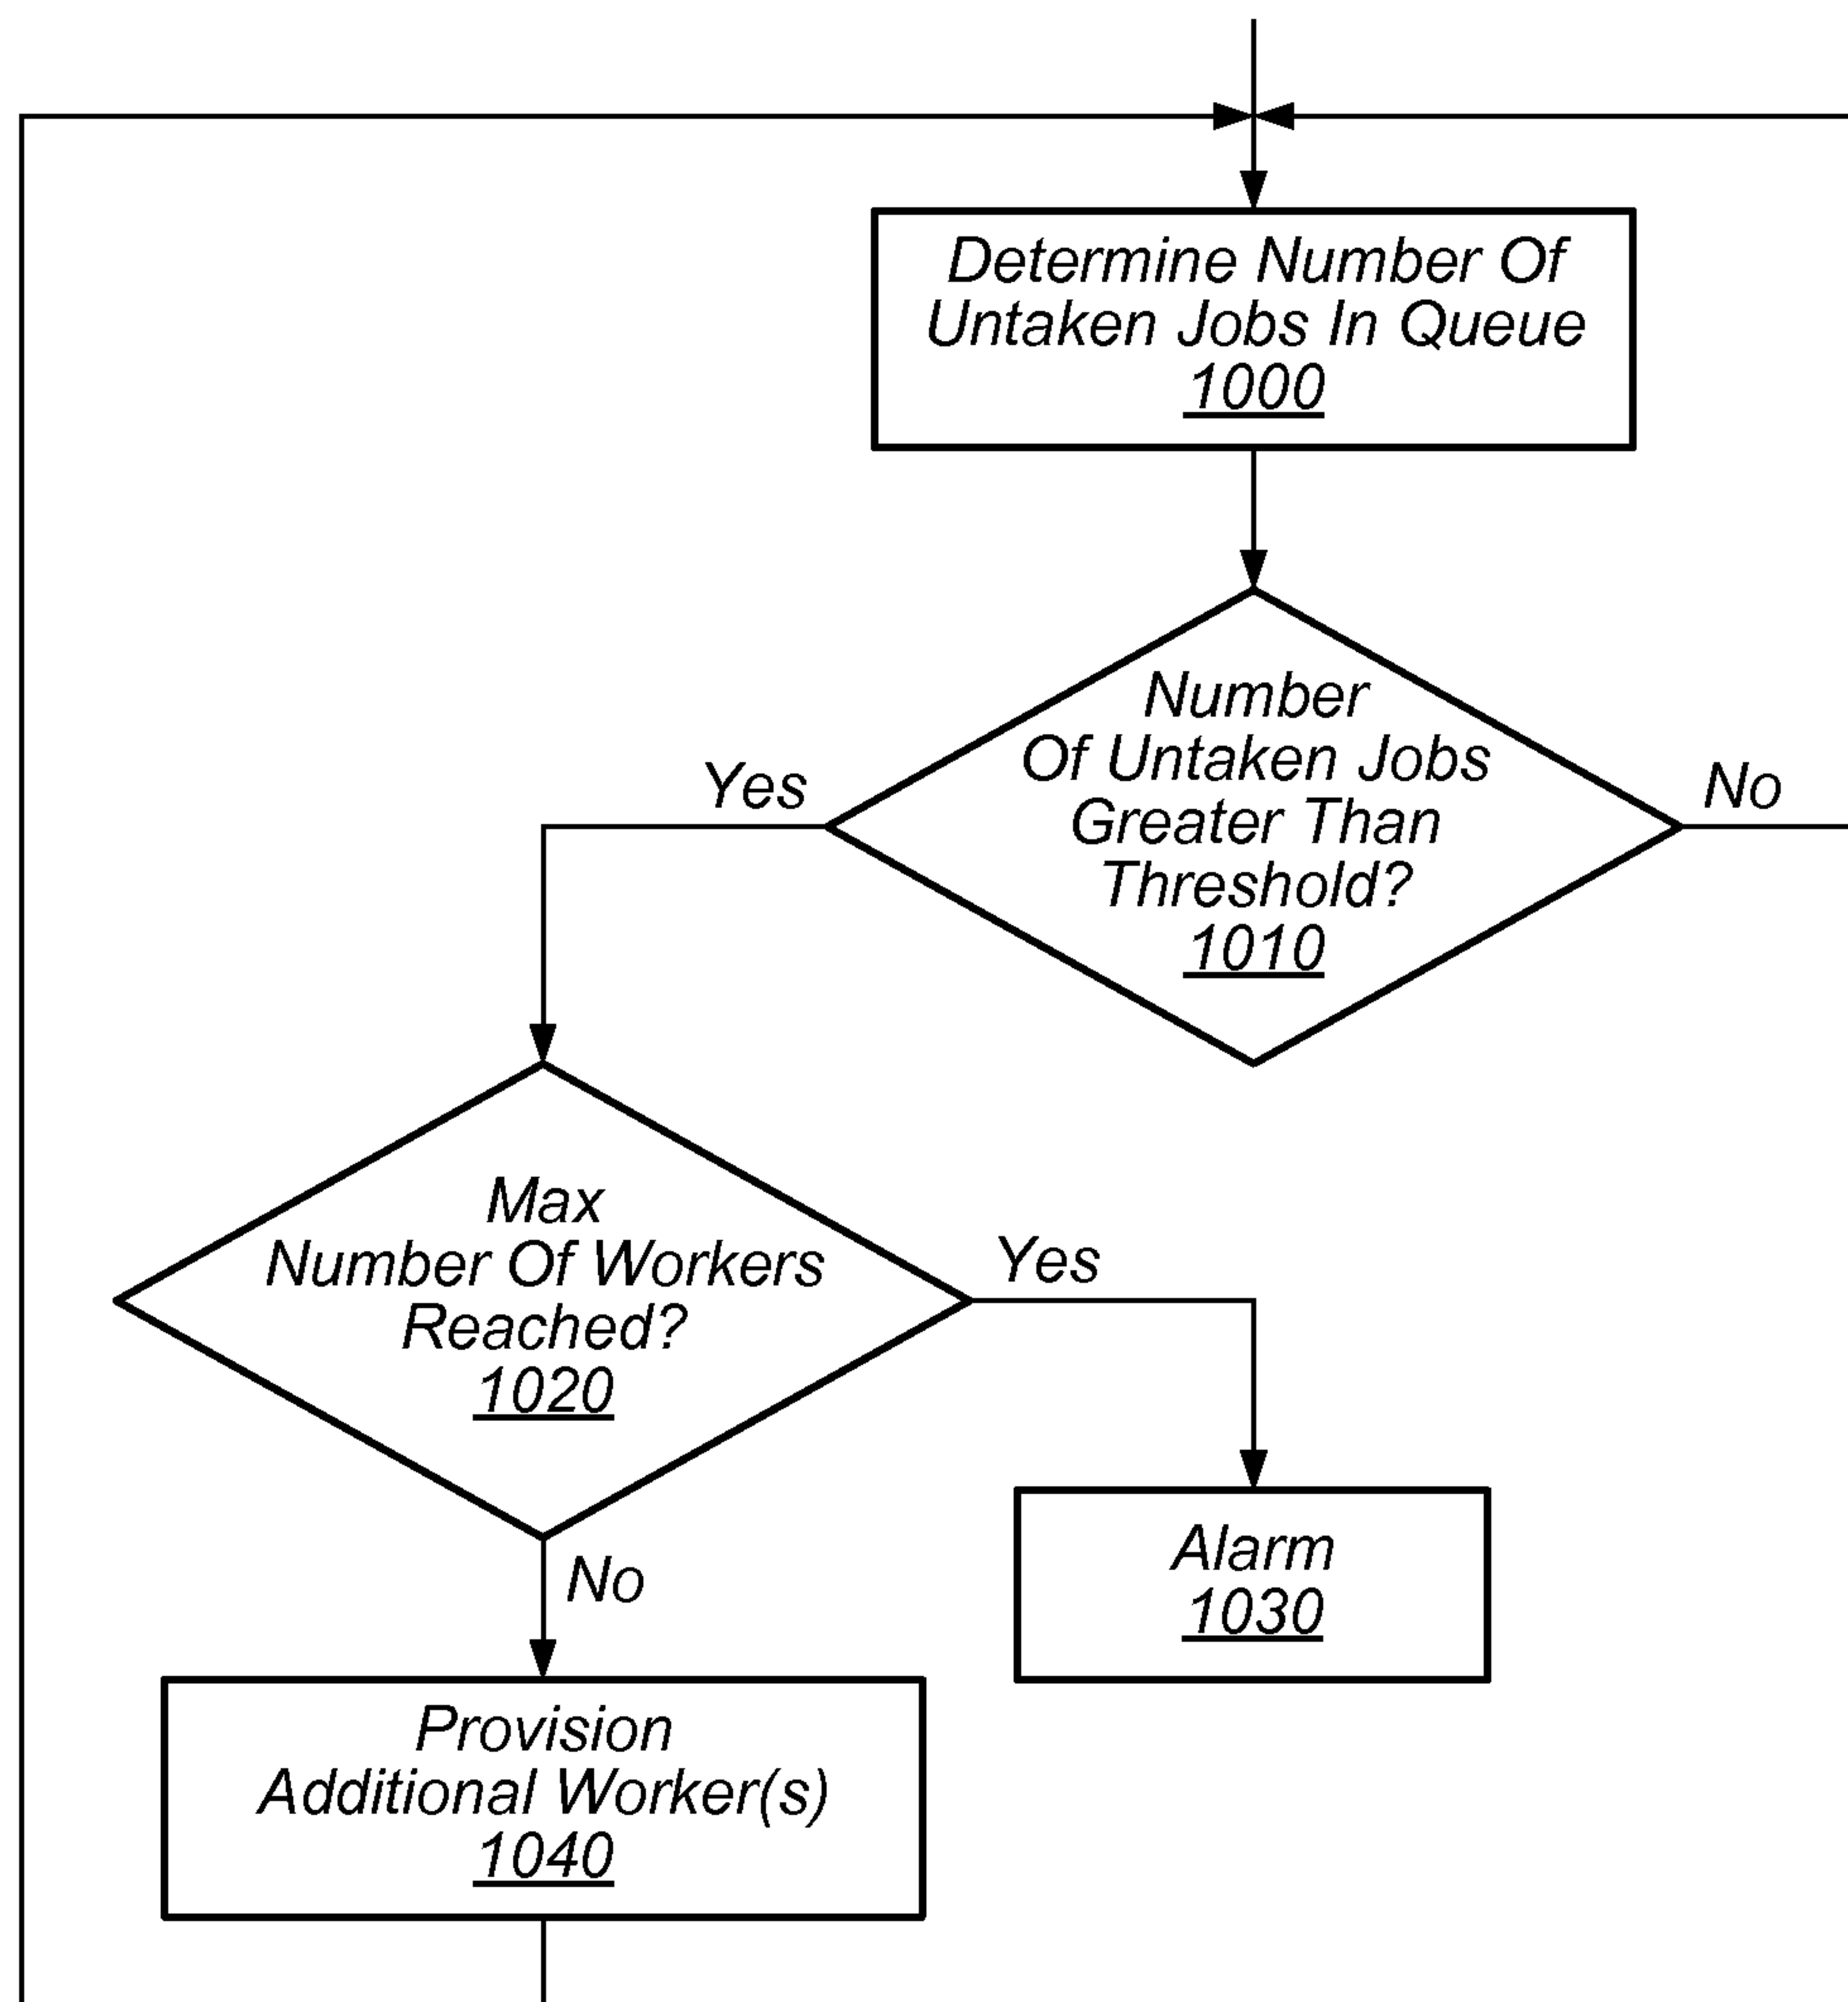 Determine Number Of
Untaken Jobs In Queue
1000
Number
Of Untaken Jobs
Greater Than
Threshold?
1010
Yes
No
Max
Number Of Workers
Reached?
1020
Yes
No
Alarm
1030
Provision
Additional Worker(s)
1040